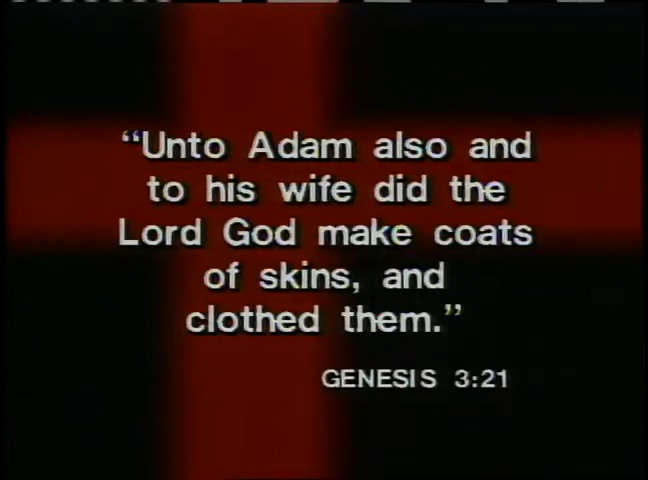 “Unto Adam also and
to his wife did the
Lord God make coats
of skins, and
clothed them.”
GENESIS 3:21